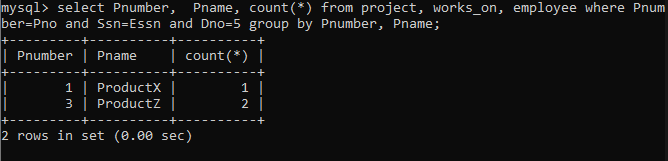 mysql> select Pnumber,  Pname, count(*) from project, works_on, employee where Pnum
ber=Pno and Ssn=Essn and Dno=5 group by Pnumber, Pname;
+---------+----------+----------+
| Pnumber | Pname    | count(*) |
+---------+----------+----------+
|       1 | ProductX |        1 |
|       3 | ProductZ |        2 |
+---------+----------+----------+
2 rows in set (0.00 sec)